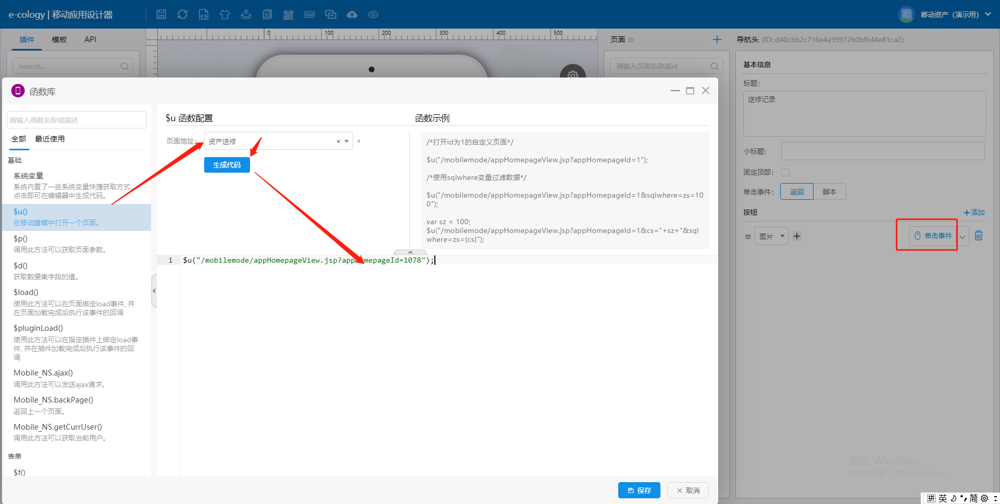 e-cology | 移动应用设计器
移动资产（演示用）
插件
模板
API
0
100
200
300
400
500
页面 ID
导航头 (ID: d40cbb2c716e4a9997260bf644e81ca2)
Search...
请输入页面名称或id
基本信息
标题:
送修记录
小标题:
固定顶部:
单击事件:
返回
脚本
按钮
添加
图片
单击事件
函数库
请输入函数名称或描述
全部
最近使用
基础
系统变量
系统内置了一些系统变量快捷获取方式,
点击即可在编辑器中生成代码。
$u()
在移动建模中打开一个页面。
$p()
调用此方法可以获取页面参数。
$d()
获取数据集字段的值。
$load()
使用此方法可以在页面绑定load事件, 并
在页面加载完成后执行该事件的回调
$pluginLoad()
使用此方法可以在指定插件上绑定load事
件, 并在插件加载完成后执行该事件的回
调
Mobile_NS.ajax()
调用此方法可以发送ajax请求。
Mobile_NS.backPage()
返回上一个页面。
Mobile_NS.getCurrUser()
调用此方法可以获取当前用户。
表单
$f()
$u 函数配置
页面地址:
资产送修
*
生成代码
函数示例
/*打开id为1的自定义页面*/
$u("/mobilemode/appHomepageView.jsp?appHomepageId=1");
/*使用sqlwhere变量过滤数据*/
$u("/mobilemode/appHomepageView.jsp?appHomepageId=1&sqlwhere=zs=10
0");
var sz = 100;
$u("/mobilemode/appHomepageView.jsp?appHomepageId=1&cs="+sz+"&sql
where=zs={cs}");
1
$u("/mobilemode/appHomepageView.jsp?appHomepageId=1078");
保存
取消
激活 Windows
转到"设置"以激活 Windows。
拼 英 简